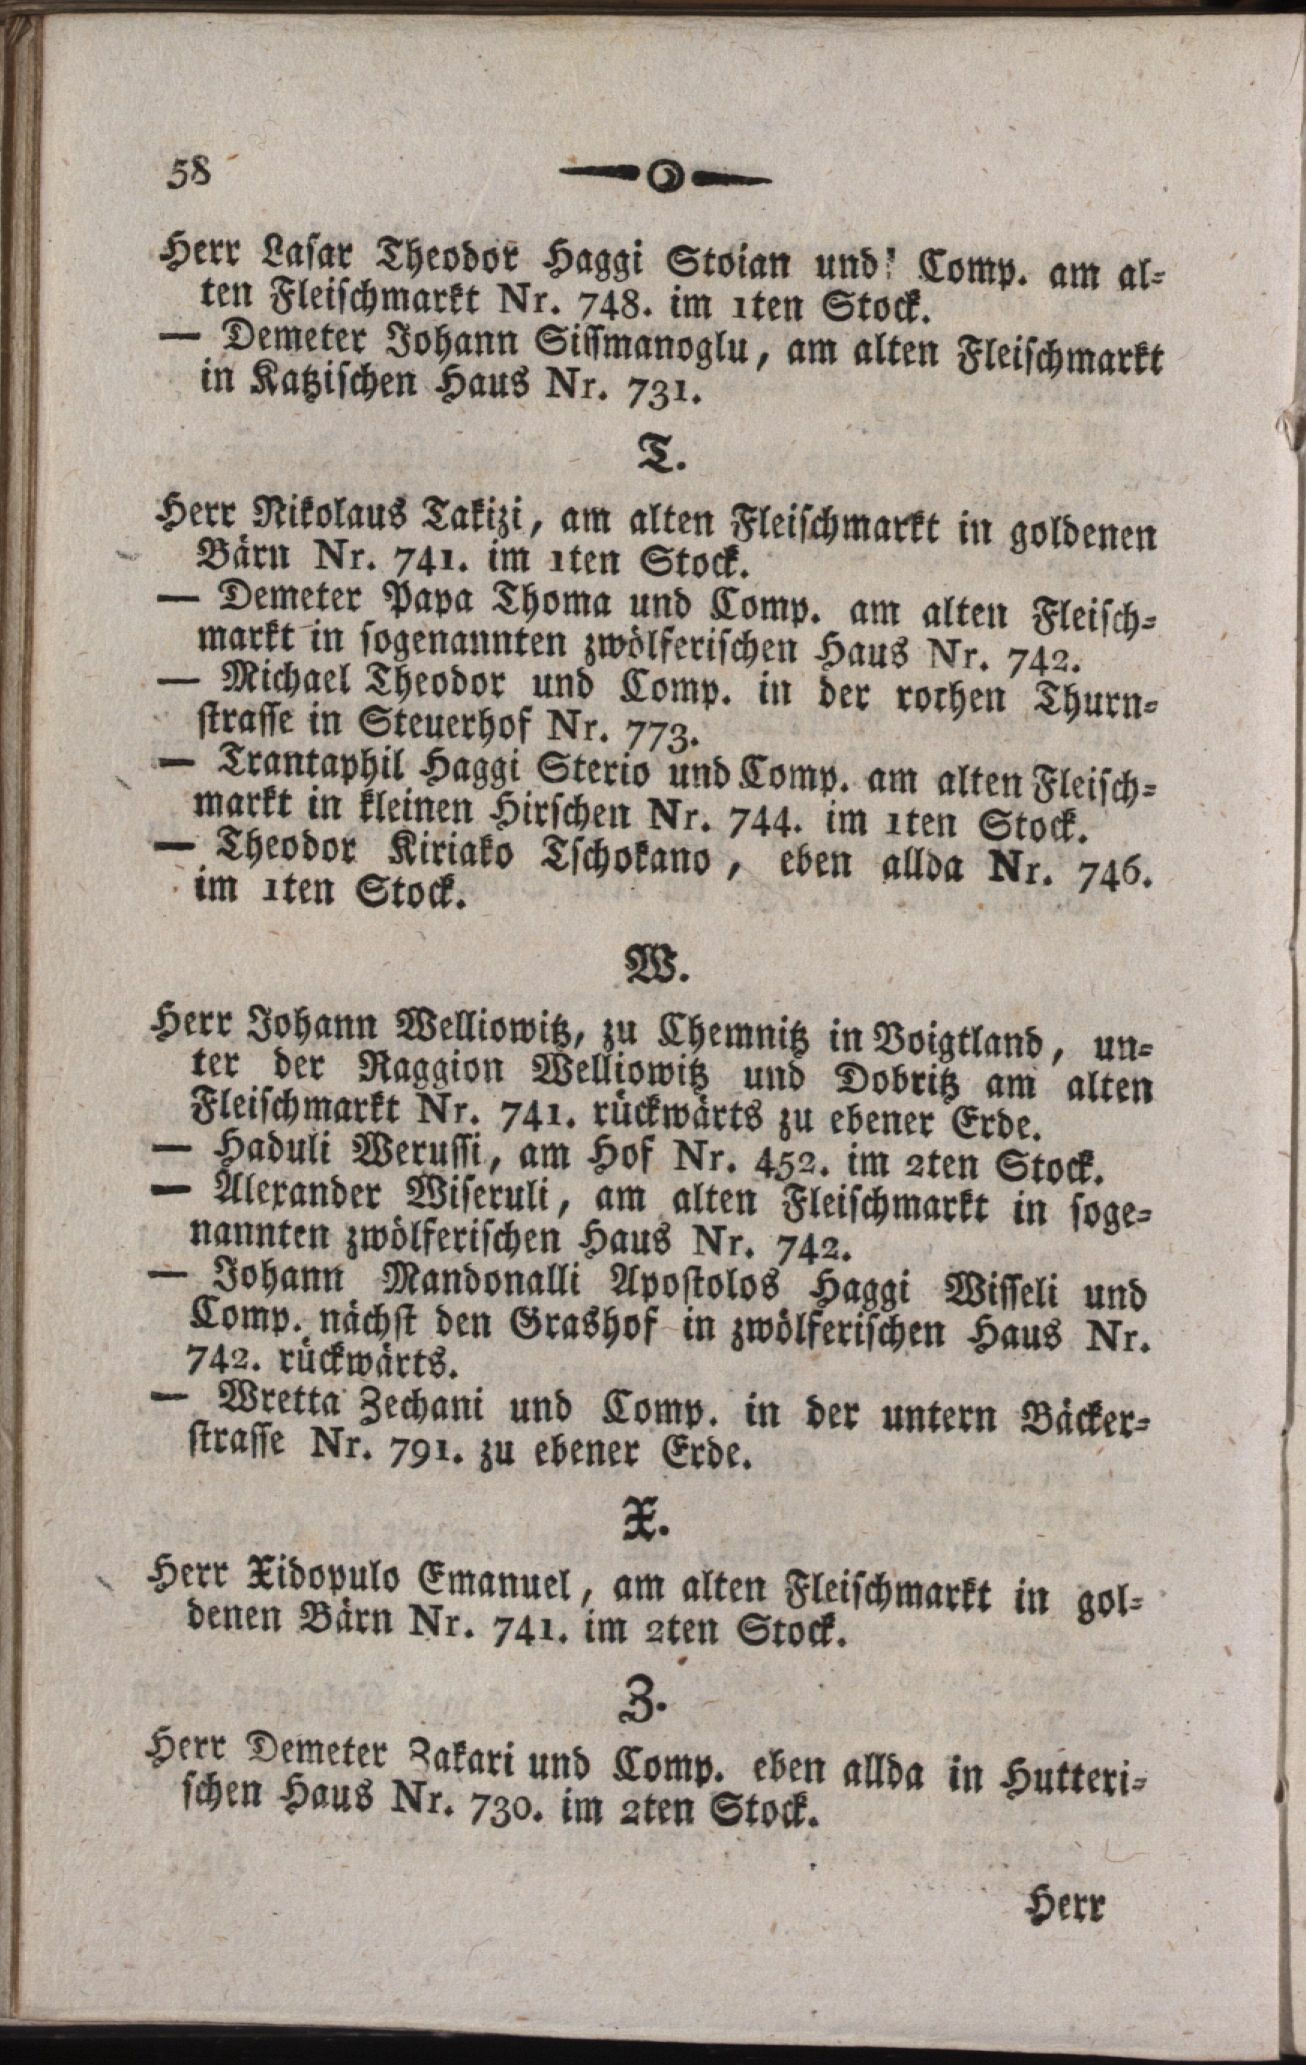 58
Herr Lasar Theodor Haggi Stoian und Comp. am al-
ten Fleischmarkt Nr. 748. im 1ten Stock.
— Demeter Johann Sissmanoglu, am alten Fleischmarkt
in Katzischen Haus Nr. 731.
T.
Herr Nikolaus Takizi, am alten Fleischmarkt in goldenen
Bärn Nr. 741. im 1ten Stock.
— Demeter Papa Thoma und Comp. am alten Fleisch-
markt in sogenannten zwölferischen Haus Nr. 742.
— Michael Theodor und Comp. in der rothen Thurn-
strasse in Steuerhof Nr. 773.
— Trantaphil Haggi Sterio und Comp. am alten Fleisch-
markt in kleinen Hirschen Nr. 744. im 1ten Stock.
— Theodor Kiriako Tschokano, eben allda Nr. 746.
im 1ten Stock.
W.
Herr Johann Welliowitz, zu Chemnitz in Voigtland, un-
ter der Raggion Welliowitz und Dobritz am alten
Fleischmarkt Nr. 741. rückwärts zu ebener Erde.
— Haduli Werussi, am Hof Nr. 452. im 2ten Stock.
— Alexander Wiseruli, am alten Fleischmarkt in soge-
nannten zwölferischen Haus Nr. 742.
— Johann Mandonalli Apostolos Haggi Wisseli und
Comp. nächst den Grashof in zwölferischen Haus Nr.
742. rückwärts.
— Wretta Zechani und Comp. in der untern Bäcker-
strasse Nr. 791. zu ebener Erde.
X.
Herr Xidopulo Emanuel, am alten Fleischmarkt in gol-
denen Bärn Nr. 741. im 2ten Stock.
Z.
Herr Demeter Zakari und Comp. eben allda in Hutteri-
schen Haus Nr. 730. im 2ten Stock.
Herr